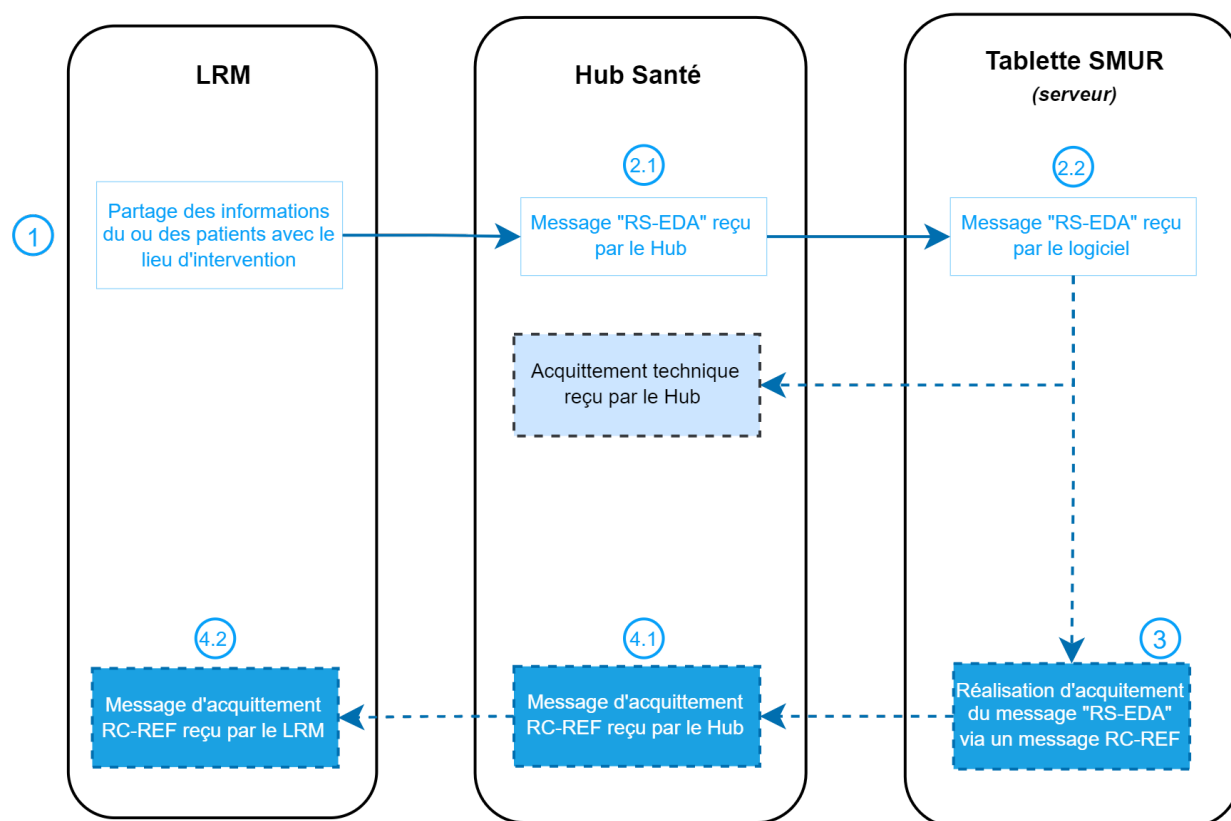 LRM
Hub Santé
Tablette SMUR
(serveur)
1
Partage des informations
du ou des patients avec le
lieu d'intervention
2.1
Message "RS-EDA" reçu
par le Hub
2.2
Message "RS-EDA" reçu
par le logiciel
Acquittement technique
reçu par le Hub
4.2
Message d'acquittement
RC-REF reçu par le LRM
4.1
Message d'acquittement
RC-REF reçu par le Hub
3
Réalisation d'acquitement
du message "RS-EDA"
via un message RC-REF